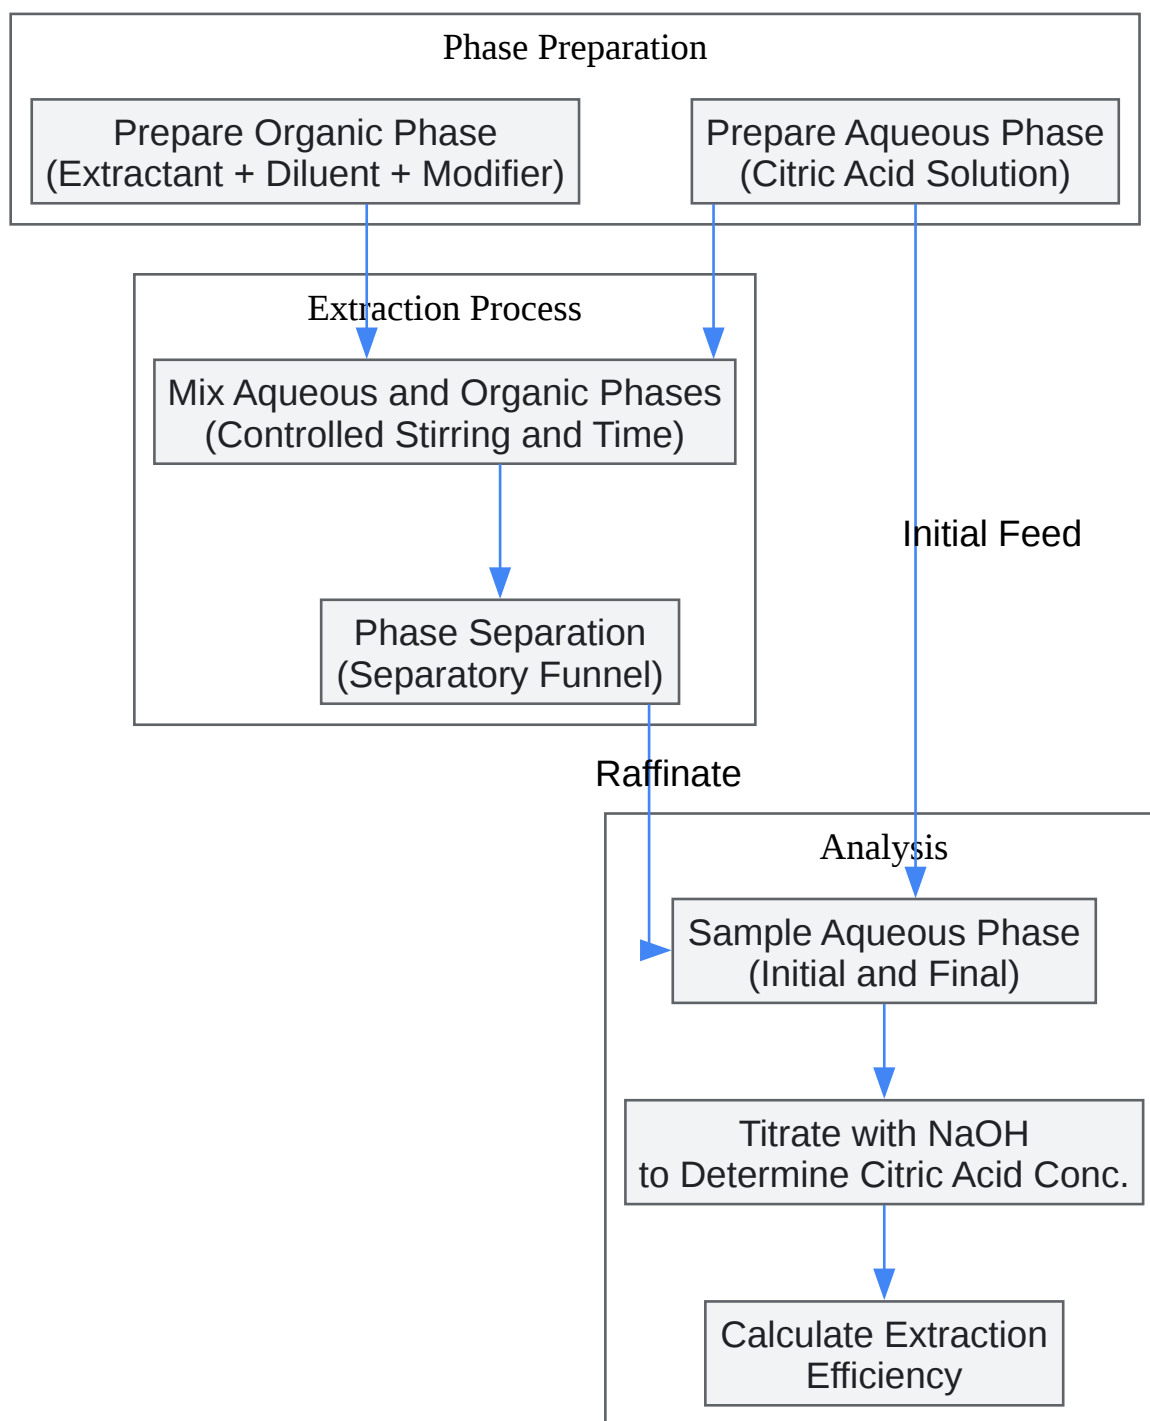 Phase Preparation
Prepare Organic Phase
(Extractant + Diluent + Modifier)
Prepare Aqueous Phase
(Citric Acid Solution)
Extraction Process
Mix Aqueous and Organic Phases
(Controlled Stirring and Time)
Initial Feed
Phase Separation
(Separatory Funnel)
Raffinate
Analysis
Sample Aqueous Phase
(Initial and Final)
Titrate with NaOH
to Determine Citric Acid Conc.
Calculate Extraction
Efficiency